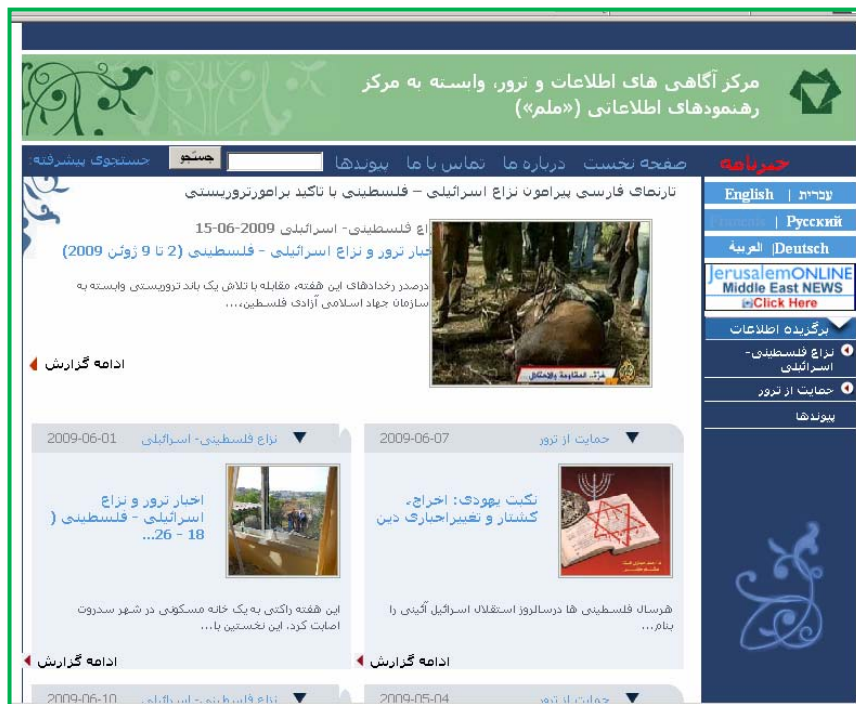 مرکز آگاهی های اطلاعات و ترور، وابسته به مرکز
رهنمودهای اطلاعاتی («ملم»)
خبرنامه
صفحه نخست درباره ما تماس با ما پیوندها
جستجو
جستجوی پیشرفته:
English | עברית
Français | Русский
Deutsch| العربية
JerusalemONLINE
Middle East NEWS
Click Here
برگزیده اطلاعات
نزاع فلسطینی-
اسرائیلی
حمایت از ترور
پیوندها
تارنمای فارسی پیرامون نزاع اسرائیلی – فلسطینی با تاکید برامورتروریستی
اع فلسطینی- اسرائیلی 2009-06-15
خبار ترور و نزاع اسرائیلی - فلسطینی (2 تا 9 ژوئن 2009)
درصدر رخدادهای این هفته، مقابله با تلاش یک باند تروریستی وابسته به
سازمان جهاد اسلامی آزادی فلسطین،...
غزة.. المقاومة والاحتلال
ادامه گزارش
حمایت از ترور 2009-06-07
نکبت یهودی: اخراج،
کشتار و تغییراجباری دین
هرسال فلسطینی ها درسالروز استقلال اسرائیل آئینی را
بنام...
ادامه گزارش
نزاع فلسطینی- اسرائیلی 2009-06-01
اخبار ترور و نزاع
اسرائیلی - فلسطینی (
18 - 26...
این هفته راکتی به یک خانه مسکونی در شهر سدروت
اصابت کرد. این نخستین با...
ادامه گزارش
حمایت از ترور 2009-05-04
نزاع فلسطینی- اسرائیلی 2009-06-10